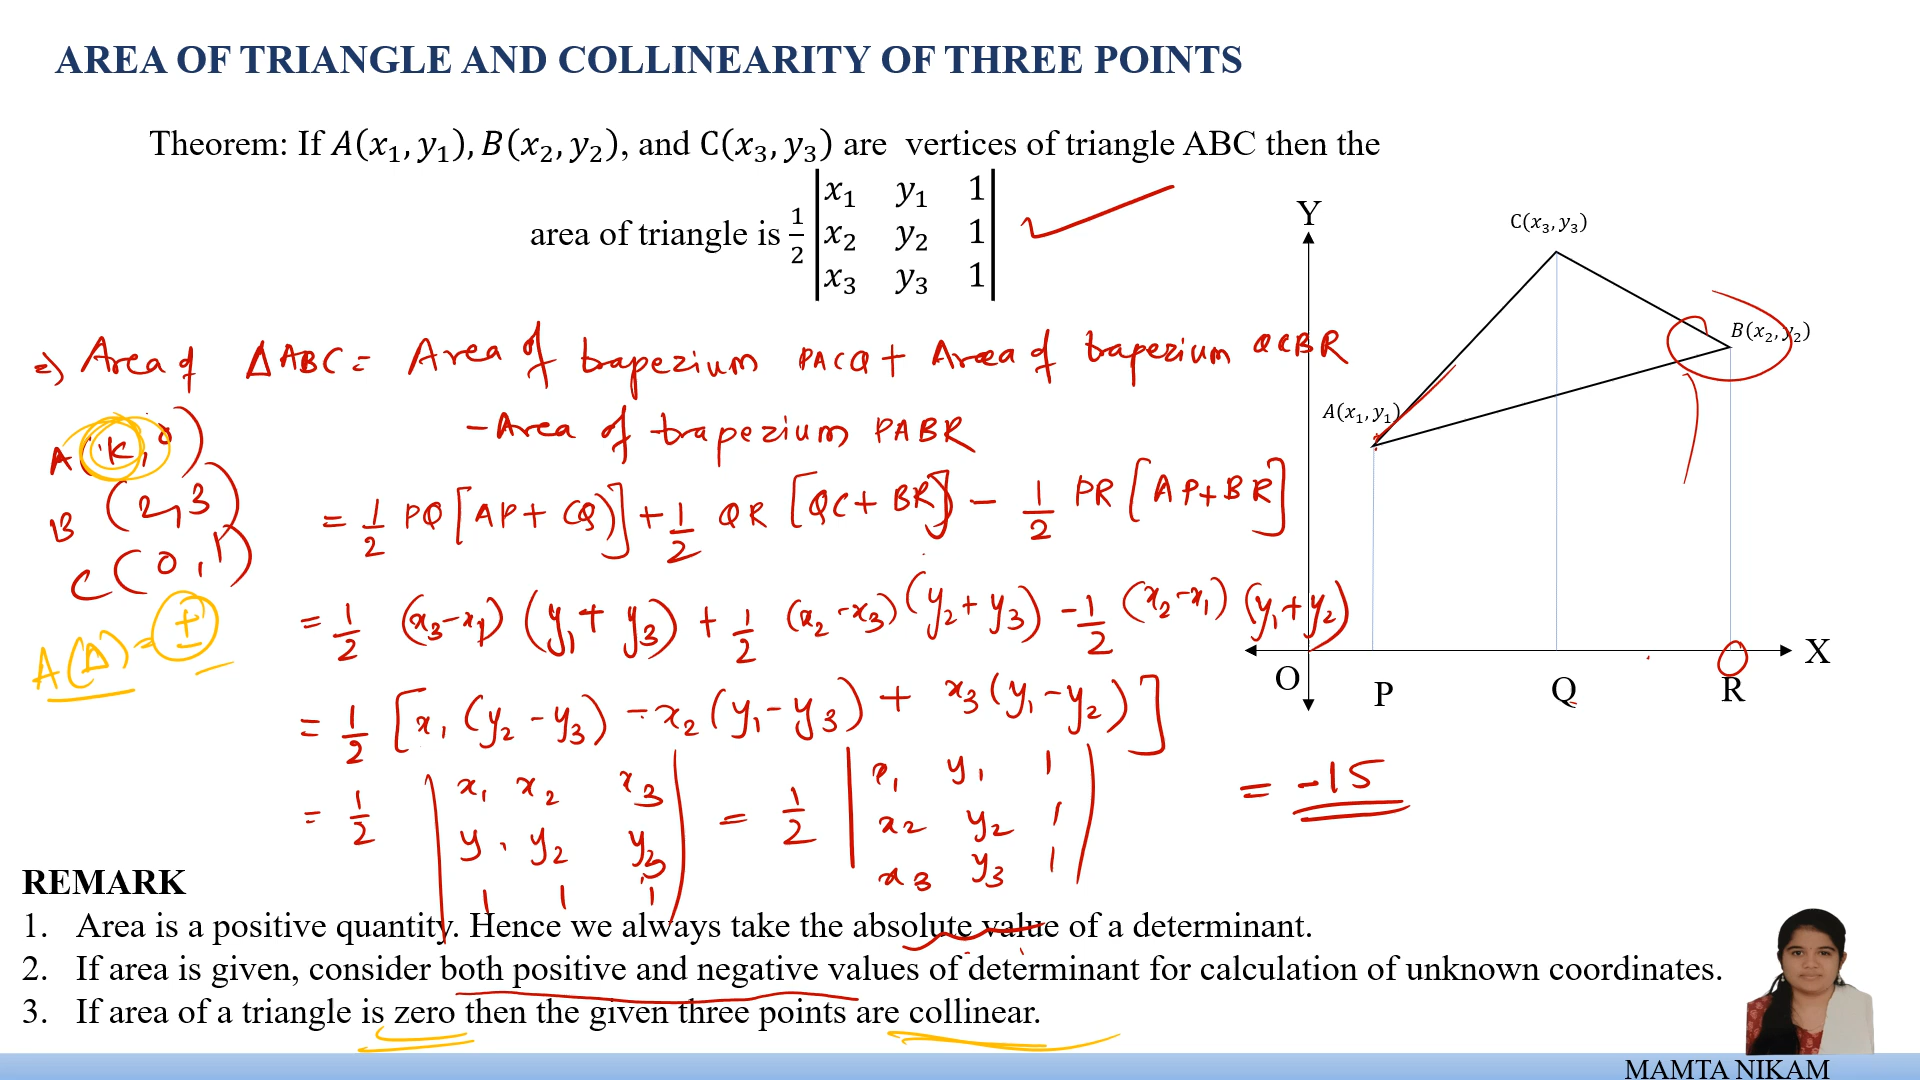 AREA OF TRIANGLE AND COLLINEARITY OF THREE POINTS
Theorem: If A(x₁, y₁), B(x₂, y₂), and C(x₃, y₃) are vertices of triangle ABC then the
area of triangle is 1/2 |x₁ y₁ 1
x₂ y₂ 1
x₃ y₃ 1|
Y
C(x₃, y₃)
B(x₂, y₂)
A(x₁, y₁)
X
O
P
Q
R
=) Area of ΔABC = Area of trapezium PACQ + Area of trapezium QCBR
- Area of trapezium PABR
A(K, 0)
B (2, 3)
C (0, 1)
A(Δ) = ±
= 1/2 PQ [AP + CQ] + 1/2 QR [QC + BR] - 1/2 PR [AP + BR]
= 1/2 (x₃-x₁) (y₁ + y₃) + 1/2 (x₂-x₃) (y₂ + y₃) - 1/2 (x₂-x₁) (y₁+y₂)
= 1/2 [x₁ (y₂ - y₃) - x₂ (y₁ - y₃) + x₃ (y₁ - y₂)]
= 1/2 |x₁ x₂ x₃
y₁ y₂ y₃
1 1 1|
= 1/2 |x₁ y₁ 1
x₂ y₂ 1
x₃ y₃ 1|
= -15
REMARK
1. Area is a positive quantity. Hence we always take the absolute value of a determinant.
2. If area is given, consider both positive and negative values of determinant for calculation of unknown coordinates.
3. If area of a triangle is zero then the given three points are collinear.
MAMTA NIKAM